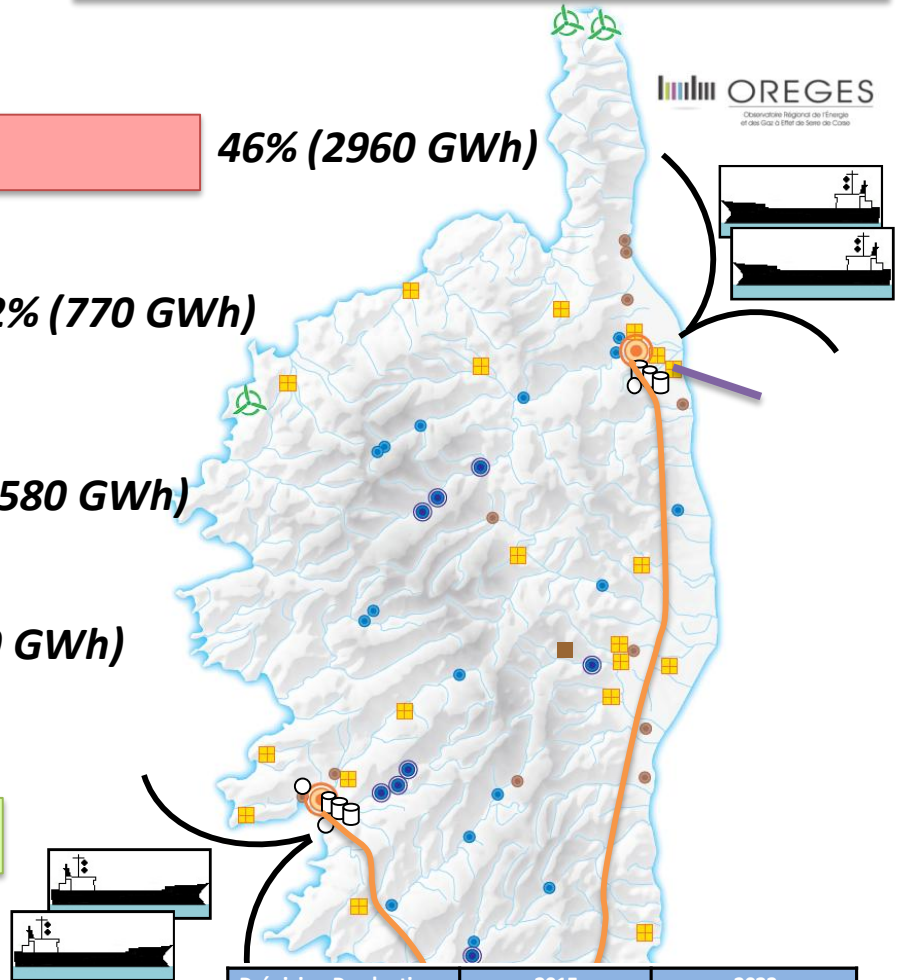 OREGES
Observatoire Régional de l'Energie
et des Gaz à Effet de Serre de Corse
46% (2960 GWh)
2% (770 GWh)
580 GWh)
GWh)